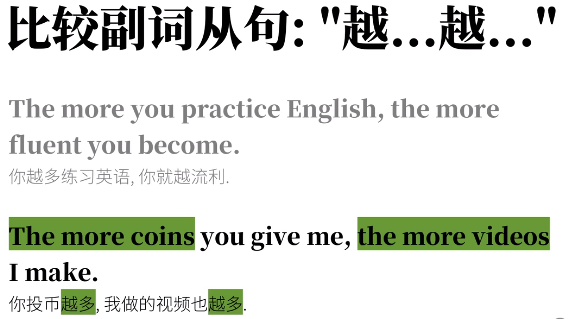 比较副词从句: "越...越..."
The more you practice English, the more
fluent you become.
你越多练习英语, 你就越流利.
The more coins you give me, the more videos
I make.
你投币越多, 我做的视频也越多.